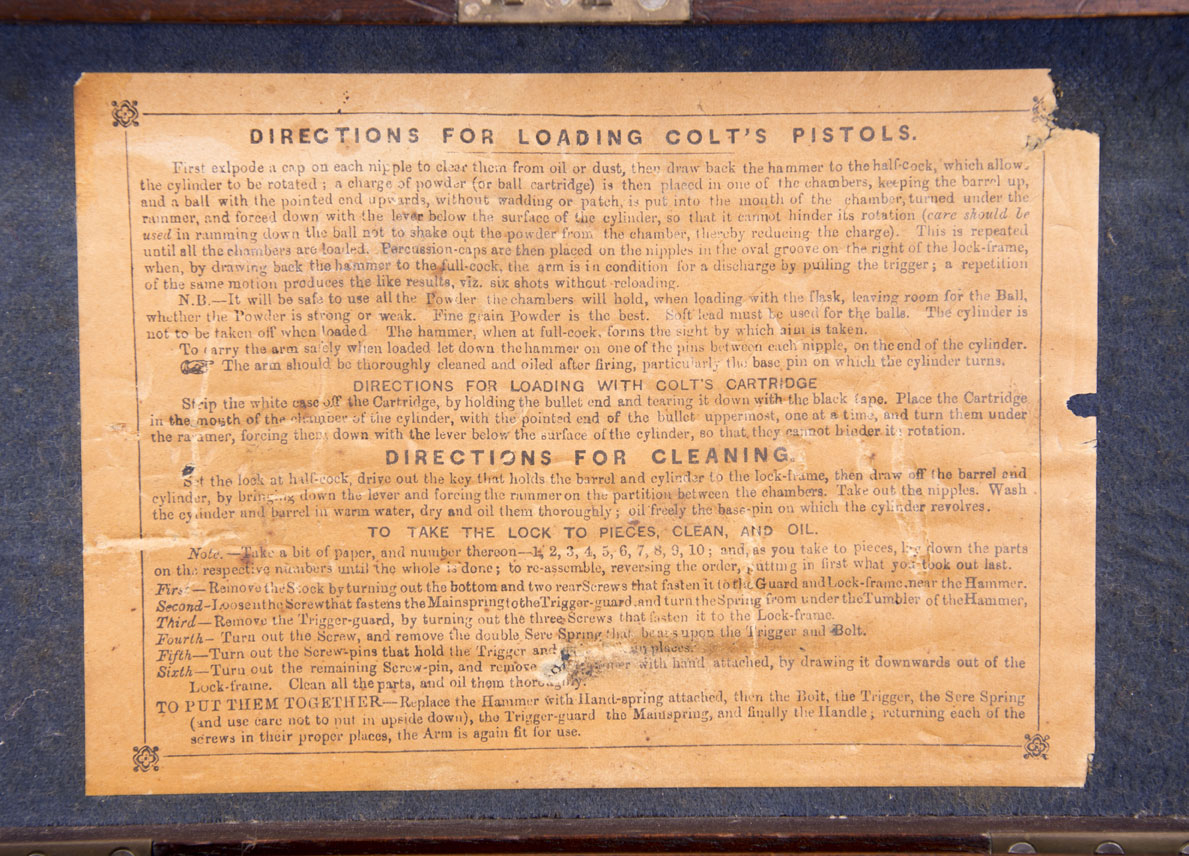 DIRECTIONS FOR LOADING COLT'S PISTOLS.
First exlpode a cap on each nipple to clear them from oil or dust, then draw back the hammer to the half-cock, which allow
the cylinder to be rotated; a charge of powder (or ball cartridge) is then placed in one of the chambers, keeping the barrel up,
and a ball with the pointed end upwards, without wadding or patch, is put into the mouth of the chamber, turned under the
rammer, and forced down with the lever below the surface of the cylinder, so that it cannot hinder its rotation (care should be
used in ramming down the ball not to shake out the powder from the chamber, thereby reducing the charge). This is repeated
until all the chambers are loaded. Percussion-caps are then placed on the nipples in the oval groove on the right of the lock-frame,
when, by drawing back the hammer to the full-cock, the arm is in condition for a discharge by pulling the trigger; a repetition
of the same motion produces the like results, viz. six shots without reloading.
N.B.—It will be safe to use all the Powder the chambers will hold, when loading with the flask, leaving room for the Ball,
whether the Powder is strong or weak. Fine grain Powder is the best. Soft lead must be used for the balls. The cylinder is
not to be taken off when loaded The hammer, when at full-cock, forms the sight by which aim is taken.
To carry the arm safely when loaded let down the hammer on one of the pins between each nipple, on the end of the cylinder.
The arm should be thoroughly cleaned and oiled after firing, particularly the base pin on which the cylinder turns.
DIRECTIONS FOR LOADING WITH COLT'S CARTRIDGE
Strip the white case off the Cartridge, by holding the bullet end and tearing it down with the black tape. Place the Cartridge
in the mouth of the chamber of the cylinder, with the pointed end of the bullet uppermost, one at a time, and turn them under
the rammer, forcing them down with the lever below the surface of the cylinder, so that they cannot hinder its rotation.
DIRECTIONS FOR CLEANING.
Set the lock at half-cock, drive out the key that holds the barrel and cylinder to the lock-frame, then draw off the barrel and
cylinder, by bringing down the lever and forcing the rammer on the partition between the chambers. Take out the nipples. Wash
the cylinder and barrel in warm water, dry and oil them thoroughly; oil freely the base-pin on which the cylinder revolves.
TO TAKE THE LOCK TO PIECES, CLEAN, AND OIL.
Note.—Take a bit of paper, and number thereon—1, 2, 3, 4, 5, 6, 7, 8, 9, 10; and, as you take to pieces, lay down the parts
on the respective numbers until the whole is done; to re-assemble, reversing the order, putting in first what you took out last.
First—Remove the Stock by turning out the bottom and two rear Screws that fasten it to the Guard and Lock-frame, near the Hammer.
Second-Loosen the Screw that fastens the Mainspring to the Trigger-guard, and turn the Spring from under the Tumbler of the Hammer,
Third—Remove the Trigger-guard, by turning out the three Screws that fasten it to the Lock-frame.
Fourth—Turn out the Screw, and remove the double Sere Spring that bears upon the Trigger and Bolt.
Fifth—Turn out the Screw-pins that hold the Trigger and places.
Sixth—Turn out the remaining Screw-pin, and remove with hand attached, by drawing it downwards out of the
Lock-frame. Clean all the parts, and oil them thoroughly.
TO PUT THEM TOGETHER—Replace the Hammer with Hand-spring attached, then the Bolt, the Trigger, the Sere Spring
(and use care not to put in upside down), the Trigger-guard the Mainspring, and finally the Handle; returning each of the
screws in their proper places, the Arm is again fit for use.